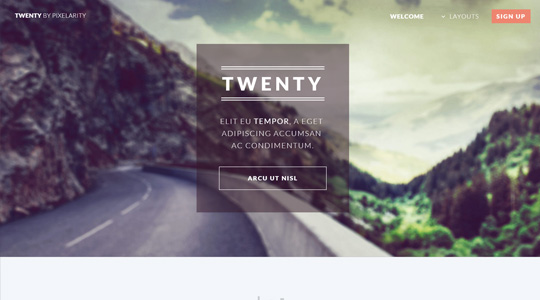 TWENTY BY PIXELARITY
WELCOME LAYOUTS SIGN UP
TWENTY
ELIT EU TEMPOR, A EGET
ADIPISCING ACCUMSAN
AC CONDIMENTUM.
ARCU UT NISL